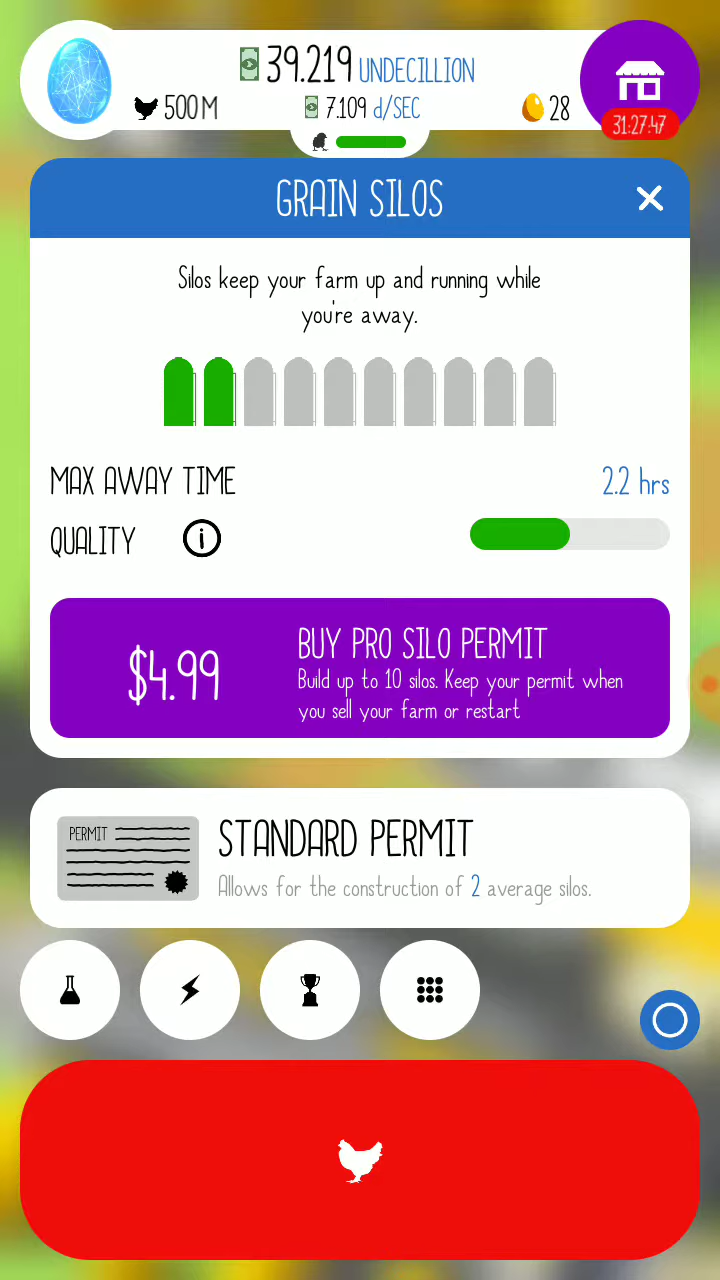 39.219 UNDECILLION
500M
7.109 d/SEC
28
31:27:47
GRAIN SILOS
Silos keep your farm up and running while
you're away.
MAX AWAY TIME
2.2 hrs
QUALITY
i
$4.99
BUY PRO SILO PERMIT
Build up to 10 silos. Keep your permit when
you sell your farm or restart
PERMIT
STANDARD PERMIT
Allows for the construction of 2 average silos.